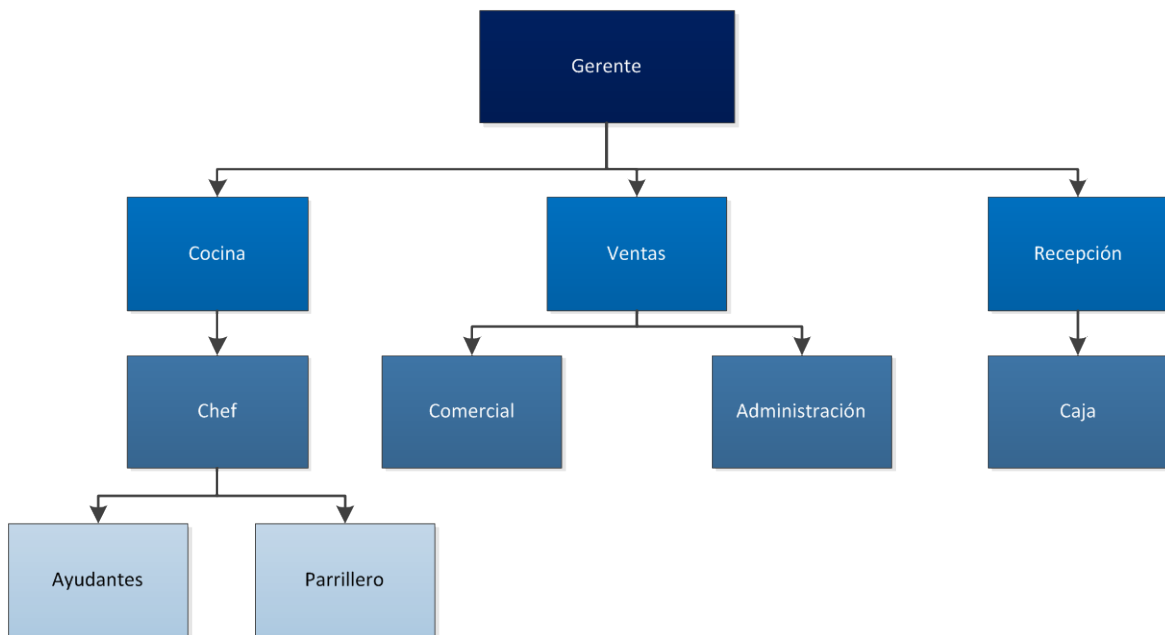 Gerente
Cocina
Ventas
Recepción
Chef
Comercial
Administración
Caja
Ayudantes
Parrillero